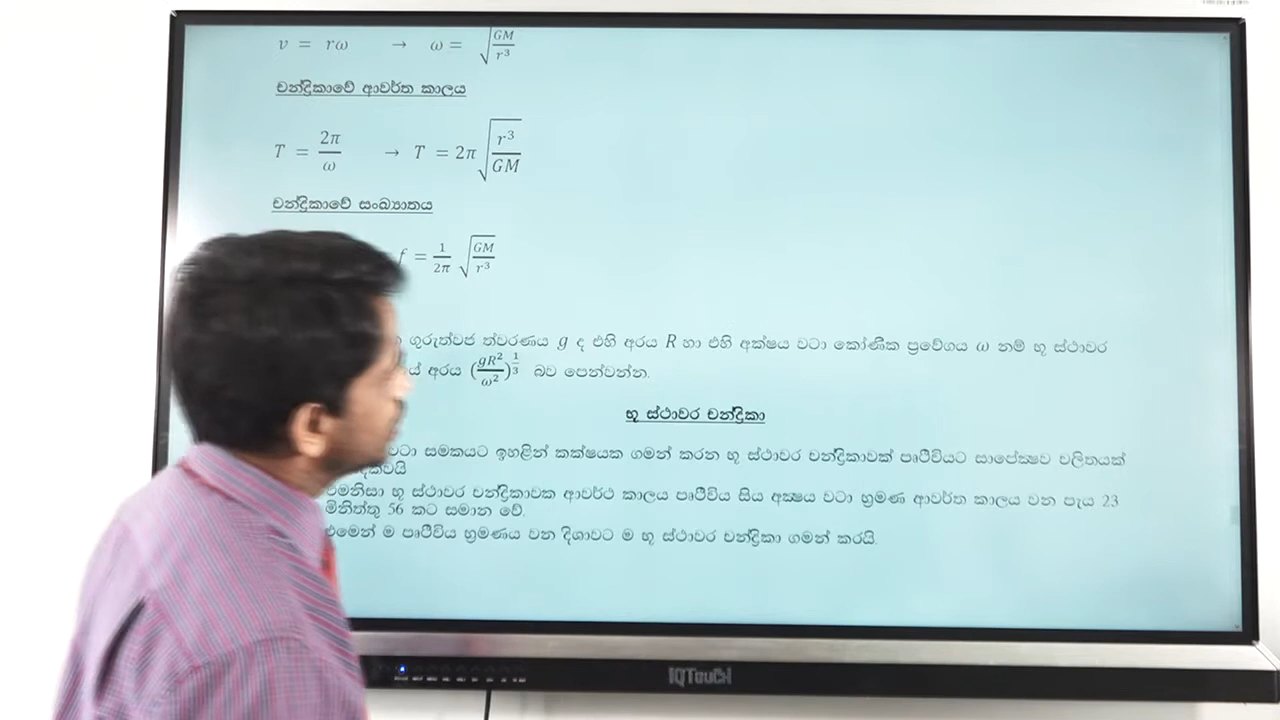 v = rω → ω = √(GM/r³)
චන්ද්‍රිකාවේ ආවර්ත කාලය
T = 2π/ω → T = 2π √(r³/GM)
චන්ද්‍රිකාවේ සංඛ්‍යාතය
f = 1/2π √(GM/r³)
ගුරුත්වජ ත්වරණය g ද එහි අරය R හා එහි අක්ෂය වටා කෝණික ප්‍රවේගය ω නම් භූ ස්ථාවර
අරය (gR²/ω²)^1/3 බව පෙන්වන්න.
භූ ස්ථාවර චන්ද්‍රිකා
වටා සමකයට ඉහළින් කක්ෂයක ගමන් කරන භූ ස්ථාවර චන්ද්‍රිකාවක් පෘථිවියට සාපේක්ෂව චලිතයක්
එමනිසා භූ ස්ථාවර චන්ද්‍රිකාවක ආවර්ථ කාලය පෘථිවිය සිය අක්ෂය වටා භ්‍රමණ ආවර්ත කාලය වන පැය 23
මිනිත්තු 56 කට සමාන වේ.
එමෙන් ම පෘථිවිය භ්‍රමණය වන දිශාවට ම භූ ස්ථාවර චන්ද්‍රිකා ගමන් කරයි.
IQTouch